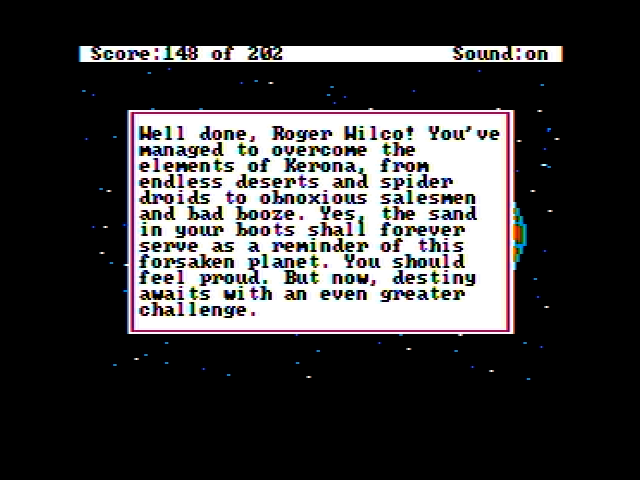 Score:148 of 202 Sound:on
Well done, Roger Wilco! You've
managed to overcome the
elements of Kerona, from
endless deserts and spider
droids to obnoxious salesmen
and bad booze. Yes, the sand
in your boots shall forever
serve as a reminder of this
forsaken planet. You should
feel proud. But now, destiny
awaits with an even greater
challenge.